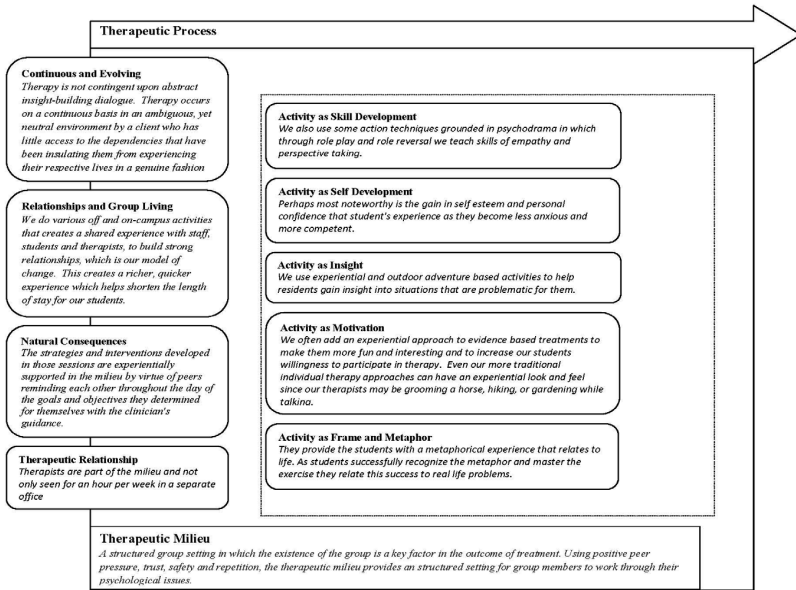 Therapeutic Process
Continuous and Evolving
Therapy is not contingent upon abstract
insight-building dialogue. Therapy occurs
on a continuous basis in an ambiguous, yet
neutral environment by a client who has
little access to the dependencies that have
been insulating them from experiencing
their respective lives in a genuine fashion
Relationships and Group Living
We do various off and on-campus activities
that creates a shared experience with staff,
students and therapists, to build strong
relationships, which is our model of
change. This creates a richer, quicker
experience which helps shorten the length
of stay for our students.
Natural Consequences
The strategies and interventions developed
in those sessions are experientially
supported in the milieu by virtue of peers
reminding each other throughout the day of
the goals and objectives they determined
for themselves with the clinician's
guidance.
Therapeutic Relationship
Therapists are part of the milieu and not
only seen for an hour per week in a separate
office
Activity as Skill Development
We also use some action techniques grounded in psychodrama in which
through role play and role reversal we teach skills of empathy and
perspective taking.
Activity as Self Development
Perhaps most noteworthy is the gain in self esteem and personal
confidence that student's experience as they become less anxious and
more competent.
Activity as Insight
We use experiential and outdoor adventure based activities to help
residents gain insight into situations that are problematic for them.
Activity as Motivation
We often add an experiential approach to evidence based treatments to
make them more fun and interesting and to increase our students
willingness to participate in therapy. Even our more traditional
individual therapy approaches can have an experiential look and feel
since our therapists may be grooming a horse, hiking, or gardening while
talking.
Activity as Frame and Metaphor
They provide the students with a metaphorical experience that relates to
life. As students successfully recognize the metaphor and master the
exercise they relate this success to real life problems.
Therapeutic Milieu
A structured group setting in which the existence of the group is a key factor in the outcome of treatment. Using positive peer
pressure, trust, safety and repetition, the therapeutic milieu provides an structured setting for group members to work through their
psychological issues.